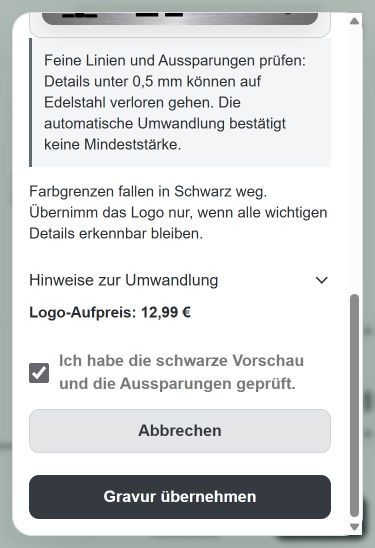 Feine Linien und Aussparungen prüfen:
Details unter 0,5 mm können auf
Edelstahl verloren gehen. Die
automatische Umwandlung bestätigt
keine Mindeststärke.
Farbgrenzen fallen in Schwarz weg.
Übernimm das Logo nur, wenn alle wichtigen
Details erkennbar bleiben.
Hinweise zur Umwandlung
Logo-Aufpreis: 12,99 €
Ich habe die schwarze Vorschau
und die Aussparungen geprüft.
Abbrechen
Gravur übernehmen